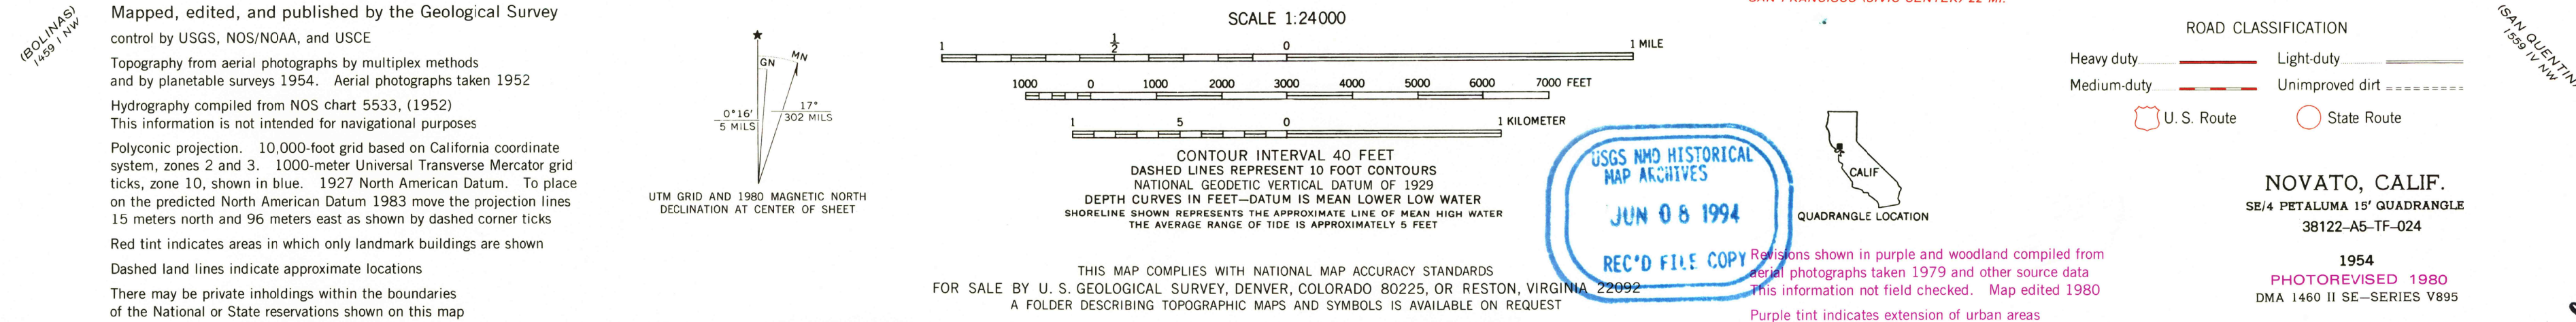 (BOLINAS)
1459 I NW
Mapped, edited, and published by the Geological Survey
control by USGS, NOS/NOAA, and USCE
Topography from aerial photographs by multiplex methods
and by planetable surveys 1954. Aerial photographs taken 1952
Hydrography compiled from NOS chart 5533, (1952)
This information is not intended for navigational purposes
Polyconic projection. 10,000-foot grid based on California coordinate
system, zones 2 and 3. 1000-meter Universal Transverse Mercator grid
ticks, zone 10, shown in blue. 1927 North American Datum. To place
on the predicted North American Datum 1983 move the projection lines
15 meters north and 96 meters east as shown by dashed corner ticks
Red tint indicates areas in which only landmark buildings are shown
Dashed land lines indicate approximate locations
There may be private inholdings within the boundaries
of the National or State reservations shown on this map
★
GN
MN
0°16'
5 MILS
17°
302 MILS
UTM GRID AND 1980 MAGNETIC NORTH
DECLINATION AT CENTER OF SHEET
SCALE 1:24000
1 ½ 0 1 MILE
1000 0 1000 2000 3000 4000 5000 6000 7000 FEET
1 5 0 1 KILOMETER
CONTOUR INTERVAL 40 FEET
DASHED LINES REPRESENT 10 FOOT CONTOURS
NATIONAL GEODETIC VERTICAL DATUM OF 1929
DEPTH CURVES IN FEET—DATUM IS MEAN LOWER LOW WATER
SHORELINE SHOWN REPRESENTS THE APPROXIMATE LINE OF MEAN HIGH WATER
THE AVERAGE RANGE OF TIDE IS APPROXIMATELY 5 FEET
THIS MAP COMPLIES WITH NATIONAL MAP ACCURACY STANDARDS
FOR SALE BY U. S. GEOLOGICAL SURVEY, DENVER, COLORADO 80225, OR RESTON, VIRGINIA 22092
A FOLDER DESCRIBING TOPOGRAPHIC MAPS AND SYMBOLS IS AVAILABLE ON REQUEST
USGS NMD HISTORICAL
MAP ARCHIVES
JUN 08 1994
REC'D FILE COPY
CALIF
QUADRANGLE LOCATION
Revisions shown in purple and woodland compiled from
aerial photographs taken 1979 and other source data
This information not field checked. Map edited 1980
Purple tint indicates extension of urban areas
ROAD CLASSIFICATION
Heavy duty Light-duty
Medium-duty Unimproved dirt
U. S. Route State Route
(SAN QUENTIN)
1559 IV NW
NOVATO, CALIF.
SE/4 PETALUMA 15' QUADRANGLE
38122-A5-TF-024
1954
PHOTOREVISED 1980
DMA 1460 II SE—SERIES V895